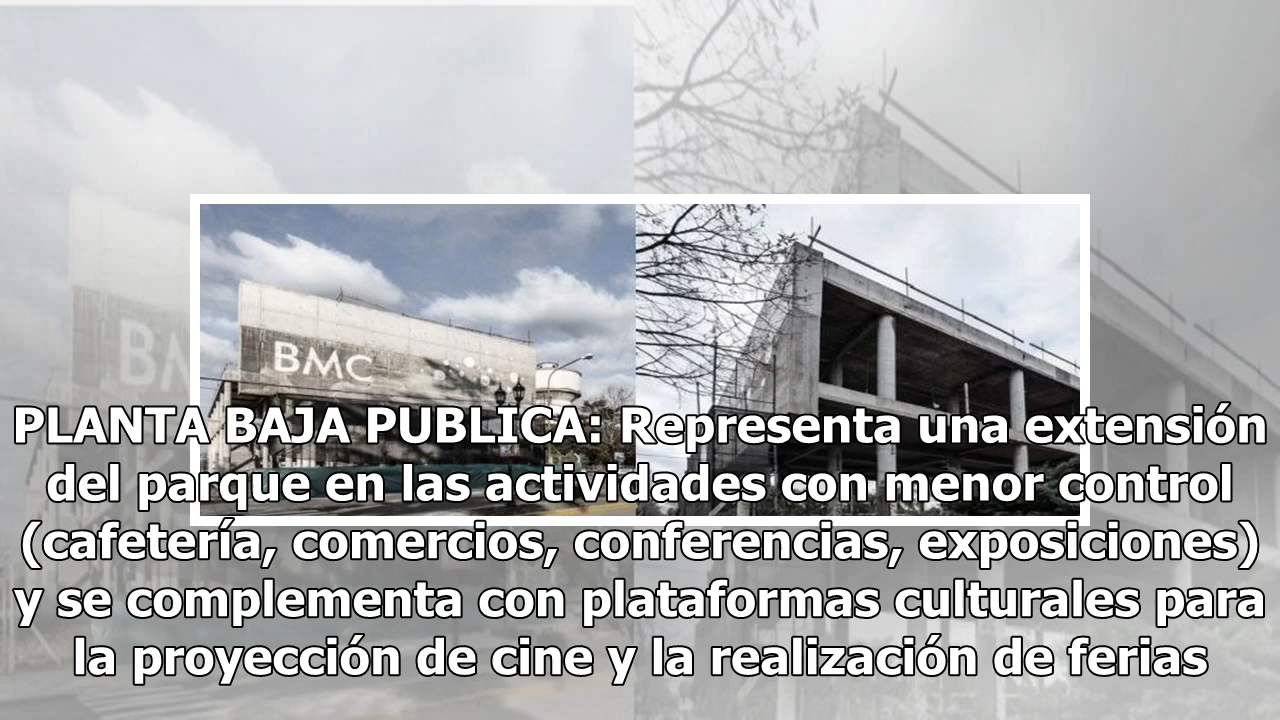 BMC
PLANTA BAJA PUBLICA: Representa una extensión
del parque en las actividades con menor control
(cafetería, comercios, conferencias, exposiciones)
y se complementa con plataformas culturales para
la proyección de cine y la realización de ferias